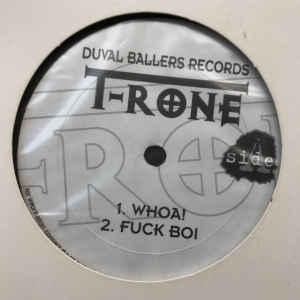 DUVAL BALLERS RECORDS
T-RONE
A
side
1. WHOA!
2. FUCK BOI